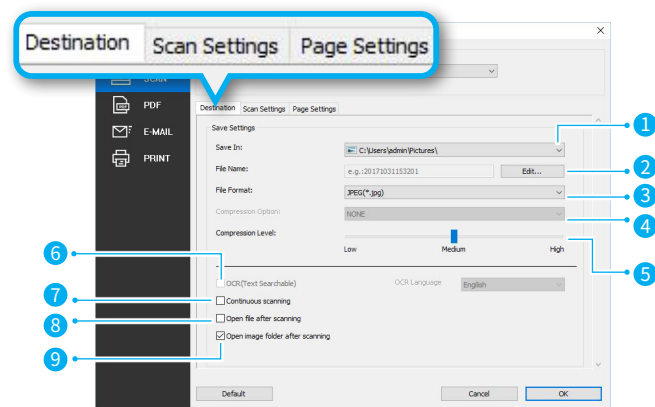 Destination Scan Settings Page Settings
SCAN
PDF
E-MAIL
PRINT
Destination Scan Settings Page Settings
Save Settings
Save In: C:\Users\admin\Pictures\
File Name: e.g.:20171031153201 Edit...
File Format: JPEG(*.jpg)
Compression Option: NONE
Compression Level:
Low Medium High
OCR(Text Searchable) OCR Language English
Continuous scanning
Open file after scanning
Open image folder after scanning
Default Cancel OK
1
2
3
4
5
6
7
8
9